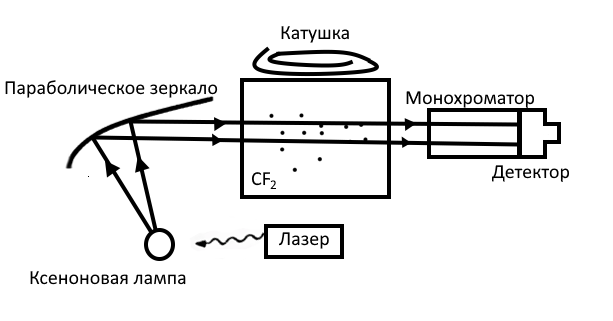 Катушка
Параболическое зеркало
Монохроматор
CF₂
Детектор
Лазер
Ксеноновая лампа